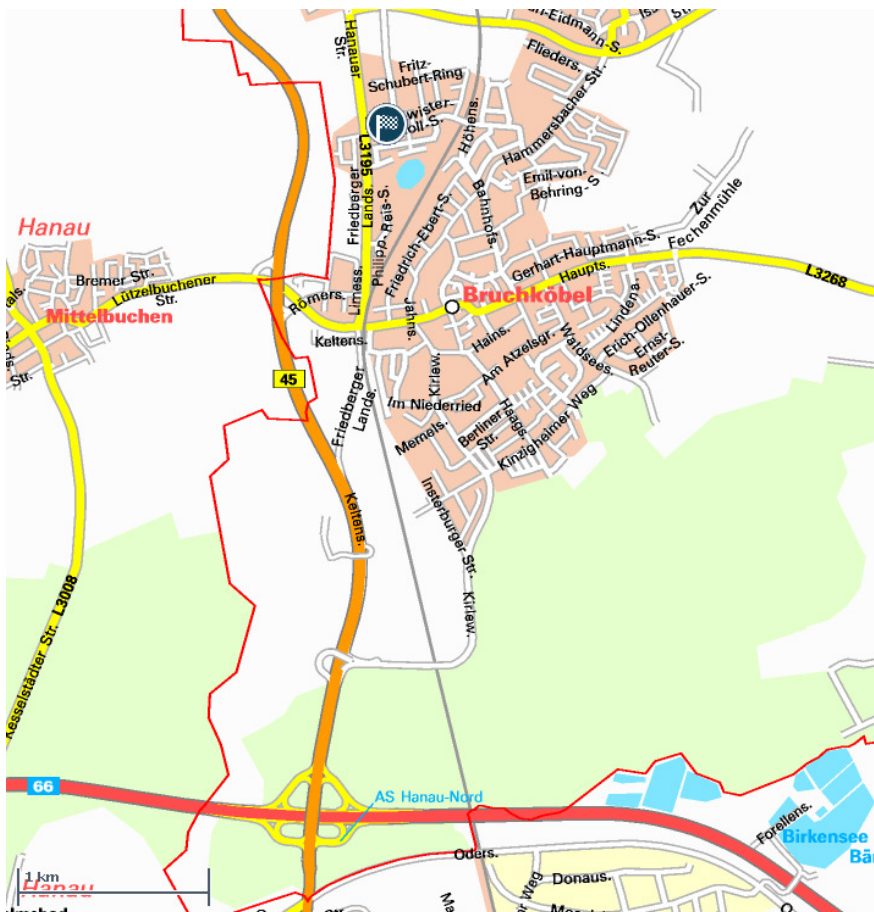 Hanauer
Str.
Fritz-
Schubert-Ring
Flieders.
Hammersbacher Str.
Höhens.
L3195
Friedberger
Lands.
Philipp-Reis-S.
Friedrich-Ebert-S.
Bahnhofs.
Emil-von-
Behring-S.
Zur
Fechenmühle
Gerhart-Hauptmann-S.
Haupts.
L3268
Hanau
Bremer Str.
Lützelbuchener
Str.
Mittelbuchen
Römers.
Limess.
Bruchköbel
Keltens.
Jahns.
Hains.
Lindena.
Erich-Ollenhauer-S.
Ernst-
Reuter-S.
Waldsees.
Am Atzelsgr.
Kirlew.
45
Friedberger
Lands.
Im Niederried
Memels.
Berliner
Str.
Haags.
Kinzigheimer Weg
Insterburger Str.
Keltens.
Kirlew.
L3008
Kesselstädter Str.
66
AS Hanau-Nord
Forellens.
Birkensee
Oders.
Donaus.
1 km
Hanau